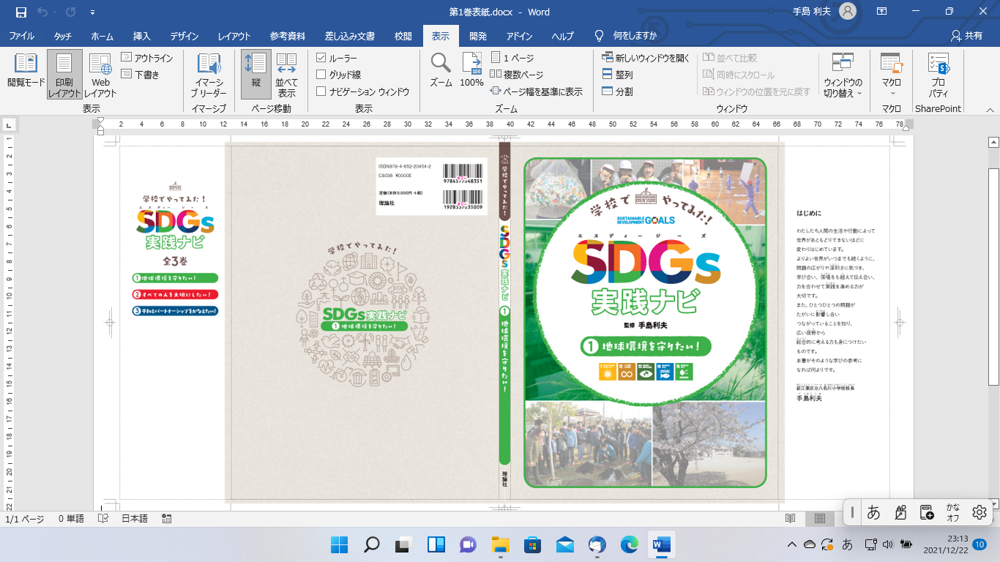 第1巻表紙.docx - Word
手島 利夫
ファイル タッチ ホーム 挿入 デザイン レイアウト 参考資料 差し込み文書 校閲 表示 開発 アドイン ヘルプ 何をしますか 共有
閲覧モード
印刷
レイアウト
Web
レイアウト
アウトライン
下書き
表示
イマーシ
ブ リーダー
イマーシブ
縦
並べて
表示
ページ移動
ルーラー
グリッド線
ナビゲーション ウィンドウ
表示
ズーム
100
100%
1 ページ
複数ページ
ページ幅を基準に表示
ズーム
新しいウィンドウを開く
整列
分割
並べて比較
同時にスクロール
ウィンドウの位置を元に戻す
ウィンドウの
切り替え
ウィンドウ
マクロ
マクロ
プロ
パティ
SharePoint
2 4 6 8 10 12 14 16 18 20 22 24 26 28 30 32 34 36 38 40 42 44 46 48 50 52 54 56 58 60 62 64 66 68 70 72 74 76 78
1 2 3 4 5 6 7 8 9 10 11 12 13 14 15 16 17 18 19 20 21 22
学校でやってみた!
エスディージーズ
SDGs
実践ナビ
全3巻
1 地球環境を守りたい!
2 すべての人を大切にしたい!
3 平和とパートナーシップをかなえたい!
ISBN978-4-652-20454-2
C8036 ¥0000E
定価(本体0,000円 +税)
理論社
9784577048351
1928337035009
学校でやってみた!
SDGs実践ナビ
1 地球環境を守りたい!
学校でやってみた!
SDGs
実践ナビ
1
地球環境を守りたい!
理論社
学校で やってみた!
SUSTAINABLE
DEVELOPMENT GOALS
エスディージーズ
SDGs
実践ナビ
監修 手島利夫
1 地球環境を守りたい!
7 12 13 14 15
はじめに
わたしたち人間の生活や行動によって
世界があともどりできないほどに
変わりはじめています。
よりよい世界がいつまでも続くように、
問題の広がりや深刻さに気づき、
学び合い、国境をも越えて伝え合い、
力を合わせて実践を進める力が
大切です。
また、ひとつひとつの問題が
たがいに影響し合い
つながっていることを知り、
広い視野から
総合的に考える力も身につけたい
ものです。
本書がそのような学びの参考に
なれば何よりです。
前江東区立八名川小学校校長
手島利夫
1/1 ページ 0 単語 日本語
あ
かな
オフ
あ
23:13
2021/12/22
10